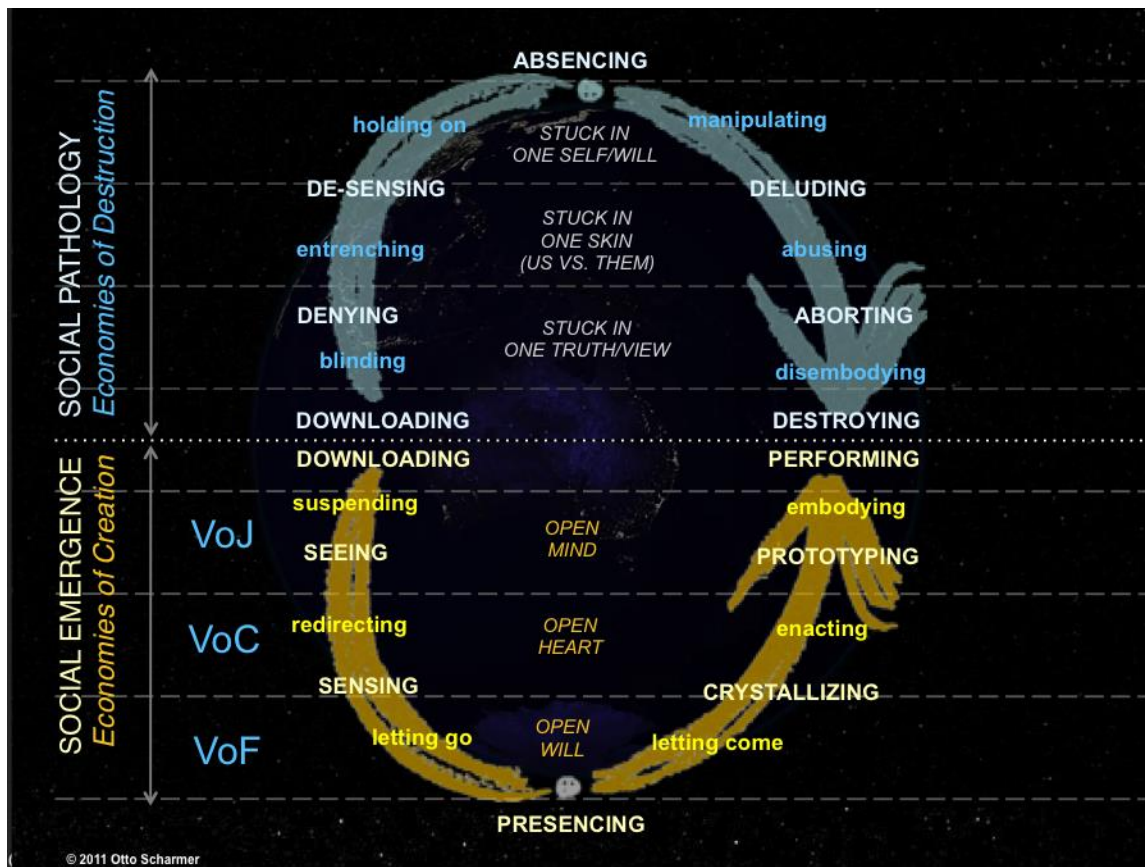 ABSENCING
holding on
manipulating
STUCK IN
ONE SELF/WILL
DE-SENSING
DELUDING
STUCK IN
ONE SKIN
(US VS. THEM)
entrenching
abusing
DENYING
ABORTING
STUCK IN
ONE TRUTH/VIEW
blinding
disembodying
DOWNLOADING
DESTROYING
SOCIAL PATHOLOGY
Economies of Destruction
DOWNLOADING
PERFORMING
suspending
embodying
VoJ
OPEN
MIND
SEEING
PROTOTYPING
redirecting
enacting
VoC
OPEN
HEART
SENSING
CRYSTALLIZING
letting go
letting come
VoF
OPEN
WILL
PRESENCING
SOCIAL EMERGENCE
Economies of Creation
© 2011 Otto Scharmer